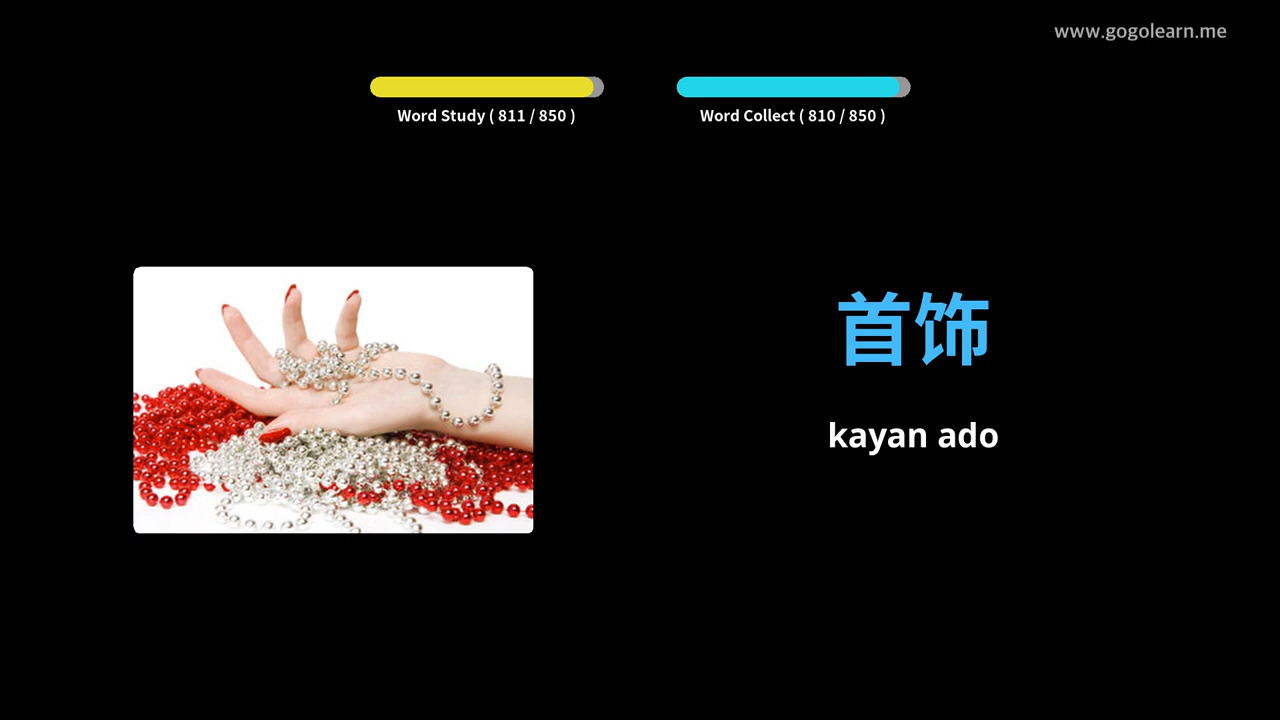 www.gogolearn.me
Word Study ( 811 / 850 )
Word Collect ( 810 / 850 )
首饰
kayan ado